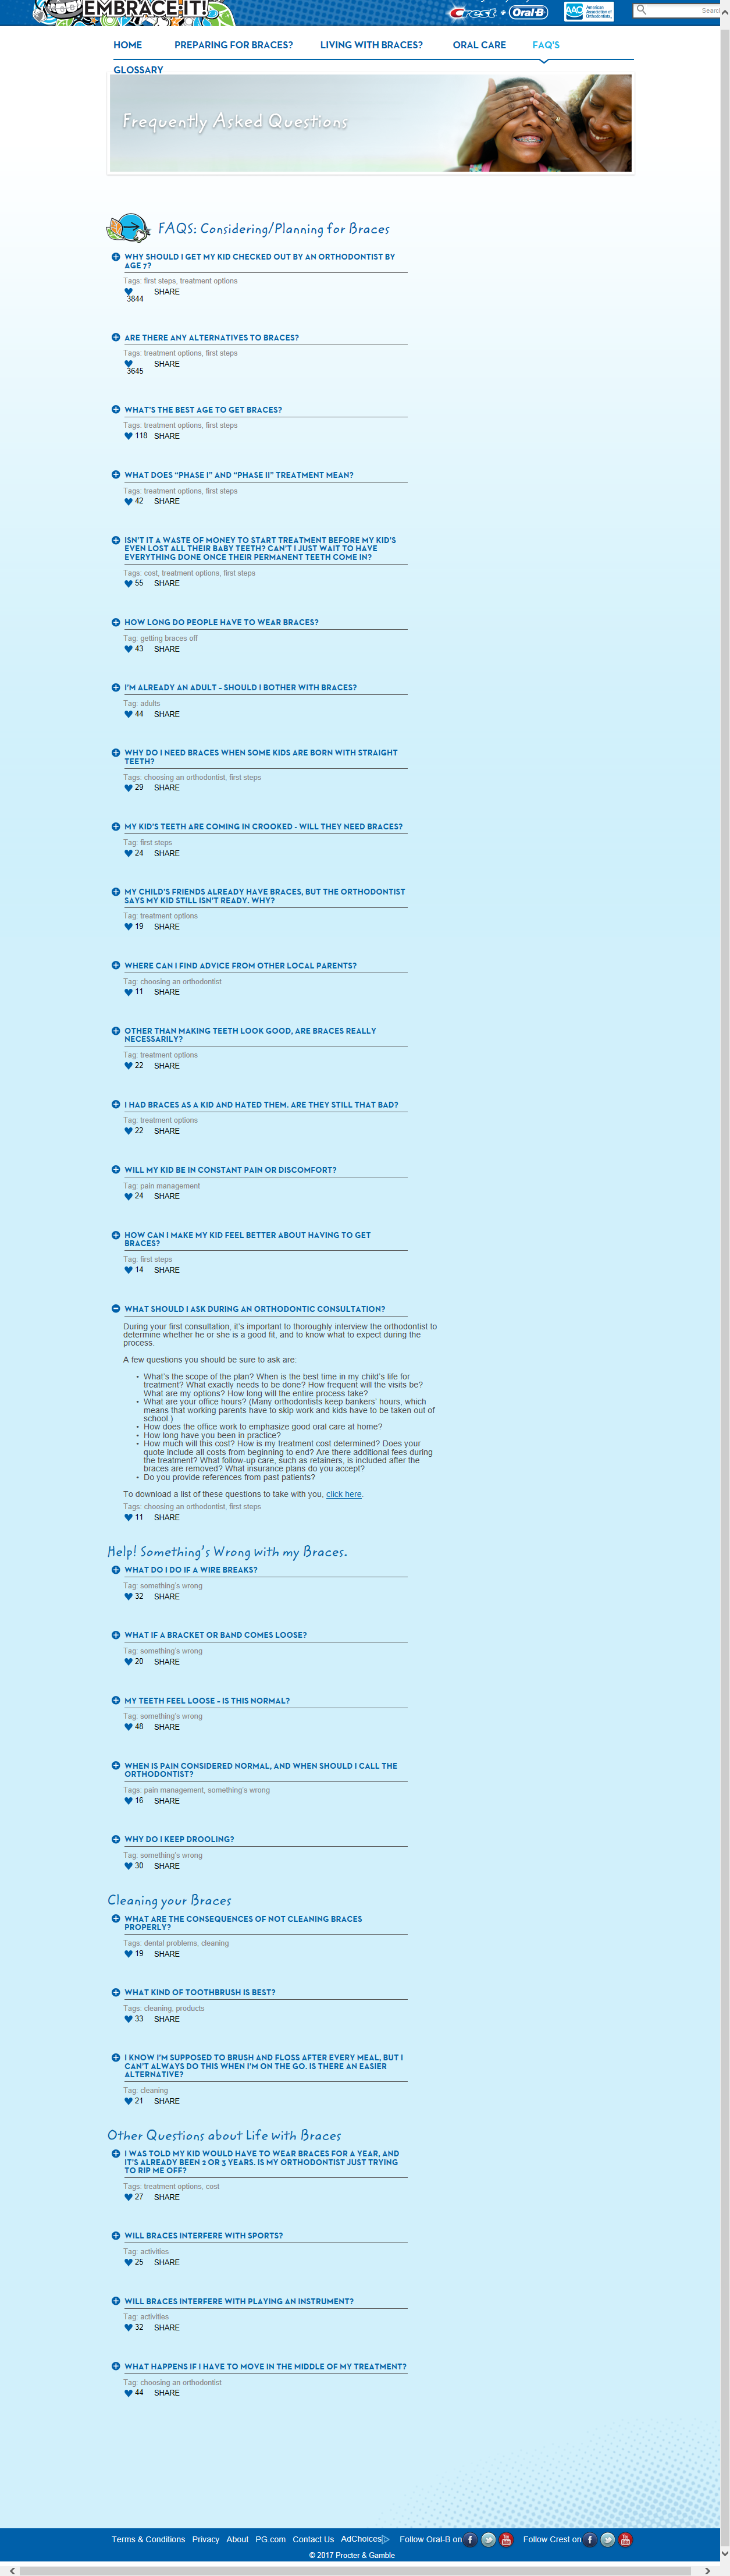 EMBRACE IT!
Crest + Oral-B
AAO American Association of Orthodontists
Search
HOME PREPARING FOR BRACES? LIVING WITH BRACES? ORAL CARE FAQ'S
GLOSSARY
Frequently Asked Questions
FAQS: Considering/Planning for Braces
WHY SHOULD I GET MY KID CHECKED OUT BY AN ORTHODONTIST BY
AGE 7?
Tags: first steps, treatment options
SHARE
3844
ARE THERE ANY ALTERNATIVES TO BRACES?
Tags: treatment options, first steps
SHARE
3645
WHAT'S THE BEST AGE TO GET BRACES?
Tags: treatment options, first steps
118 SHARE
WHAT DOES “PHASE I” AND “PHASE II” TREATMENT MEAN?
Tags: treatment options, first steps
42 SHARE
ISN'T IT A WASTE OF MONEY TO START TREATMENT BEFORE MY KID'S
EVEN LOST ALL THEIR BABY TEETH? CAN'T I JUST WAIT TO HAVE
EVERYTHING DONE ONCE THEIR PERMANENT TEETH COME IN?
Tags: cost, treatment options, first steps
55 SHARE
HOW LONG DO PEOPLE HAVE TO WEAR BRACES?
Tag: getting braces off
43 SHARE
I'M ALREADY AN ADULT - SHOULD I BOTHER WITH BRACES?
Tag: adults
44 SHARE
WHY DO I NEED BRACES WHEN SOME KIDS ARE BORN WITH STRAIGHT
TEETH?
Tags: choosing an orthodontist, first steps
29 SHARE
MY KID'S TEETH ARE COMING IN CROOKED - WILL THEY NEED BRACES?
Tag: first steps
24 SHARE
MY CHILD'S FRIENDS ALREADY HAVE BRACES, BUT THE ORTHODONTIST
SAYS MY KID STILL ISN'T READY. WHY?
Tag: treatment options
19 SHARE
WHERE CAN I FIND ADVICE FROM OTHER LOCAL PARENTS?
Tag: choosing an orthodontist
11 SHARE
OTHER THAN MAKING TEETH LOOK GOOD, ARE BRACES REALLY
NECESSARILY?
Tag: treatment options
22 SHARE
I HAD BRACES AS A KID AND HATED THEM. ARE THEY STILL THAT BAD?
Tag: treatment options
22 SHARE
WILL MY KID BE IN CONSTANT PAIN OR DISCOMFORT?
Tag: pain management
24 SHARE
HOW CAN I MAKE MY KID FEEL BETTER ABOUT HAVING TO GET
BRACES?
Tag: first steps
14 SHARE
WHAT SHOULD I ASK DURING AN ORTHODONTIC CONSULTATION?
During your first consultation, it's important to thoroughly interview the orthodontist to
determine whether he or she is a good fit, and to know what to expect during the
process.
A few questions you should be sure to ask are:
• What's the scope of the plan? When is the best time in my child's life for
treatment? What exactly needs to be done? How frequent will the visits be?
What are my options? How long will the entire process take?
• What are your office hours? (Many orthodontists keep bankers' hours, which
means that working parents have to skip work and kids have to be taken out of
school.)
• How does the office work to emphasize good oral care at home?
• How long have you been in practice?
• How much will this cost? How is my treatment cost determined? Does your
quote include all costs from beginning to end? Are there additional fees during
the treatment? What follow-up care, such as retainers, is included after the
braces are removed? What insurance plans do you accept?
• Do you provide references from past patients?
To download a list of these questions to take with you, click here.
Tags: choosing an orthodontist, first steps
11 SHARE
Help! Something's Wrong with my Braces.
WHAT DO I DO IF A WIRE BREAKS?
Tag: something's wrong
32 SHARE
WHAT IF A BRACKET OR BAND COMES LOOSE?
Tag: something's wrong
20 SHARE
MY TEETH FEEL LOOSE - IS THIS NORMAL?
Tag: something's wrong
48 SHARE
WHEN IS PAIN CONSIDERED NORMAL, AND WHEN SHOULD I CALL THE
ORTHODONTIST?
Tags: pain management, something's wrong
16 SHARE
WHY DO I KEEP DROOLING?
Tag: something's wrong
30 SHARE
Cleaning your Braces
WHAT ARE THE CONSEQUENCES OF NOT CLEANING BRACES
PROPERLY?
Tags: dental problems, cleaning
19 SHARE
WHAT KIND OF TOOTHBRUSH IS BEST?
Tags: cleaning, products
33 SHARE
I KNOW I'M SUPPOSED TO BRUSH AND FLOSS AFTER EVERY MEAL, BUT I
CAN'T ALWAYS DO THIS WHEN I'M ON THE GO. IS THERE AN EASIER
ALTERNATIVE?
Tag: cleaning
21 SHARE
Other Questions about Life with Braces
I WAS TOLD MY KID WOULD HAVE TO WEAR BRACES FOR A YEAR, AND
IT'S ALREADY BEEN 2 OR 3 YEARS. IS MY ORTHODONTIST JUST TRYING
TO RIP ME OFF?
Tags: treatment options, cost
27 SHARE
WILL BRACES INTERFERE WITH SPORTS?
Tag: activities
25 SHARE
WILL BRACES INTERFERE WITH PLAYING AN INSTRUMENT?
Tag: activities
32 SHARE
WHAT HAPPENS IF I HAVE TO MOVE IN THE MIDDLE OF MY TREATMENT?
Tag: choosing an orthodontist
44 SHARE
Terms & Conditions Privacy About PG.com Contact Us AdChoices Follow Oral-B on Follow Crest on
© 2017 Procter & Gamble